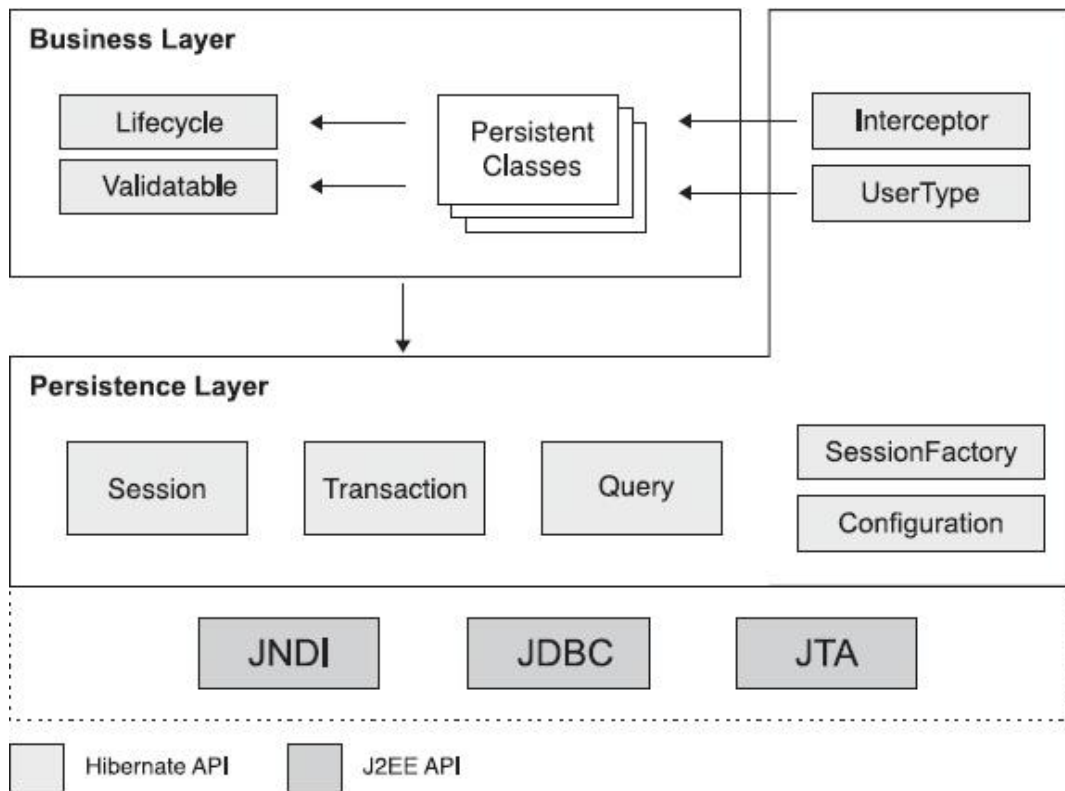 Business Layer
Lifecycle
Validatable
Persistent
Classes
Interceptor
UserType
Persistence Layer
Session
Transaction
Query
SessionFactory
Configuration
JNDI
JDBC
JTA
Hibernate API
J2EE API